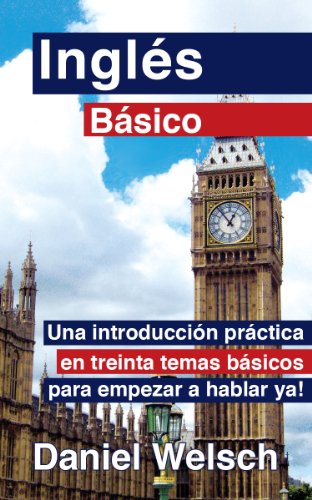 Inglés
Básico
Una introducción práctica
en treinta temas básicos
para empezar a hablar ya!
Daniel Welsch